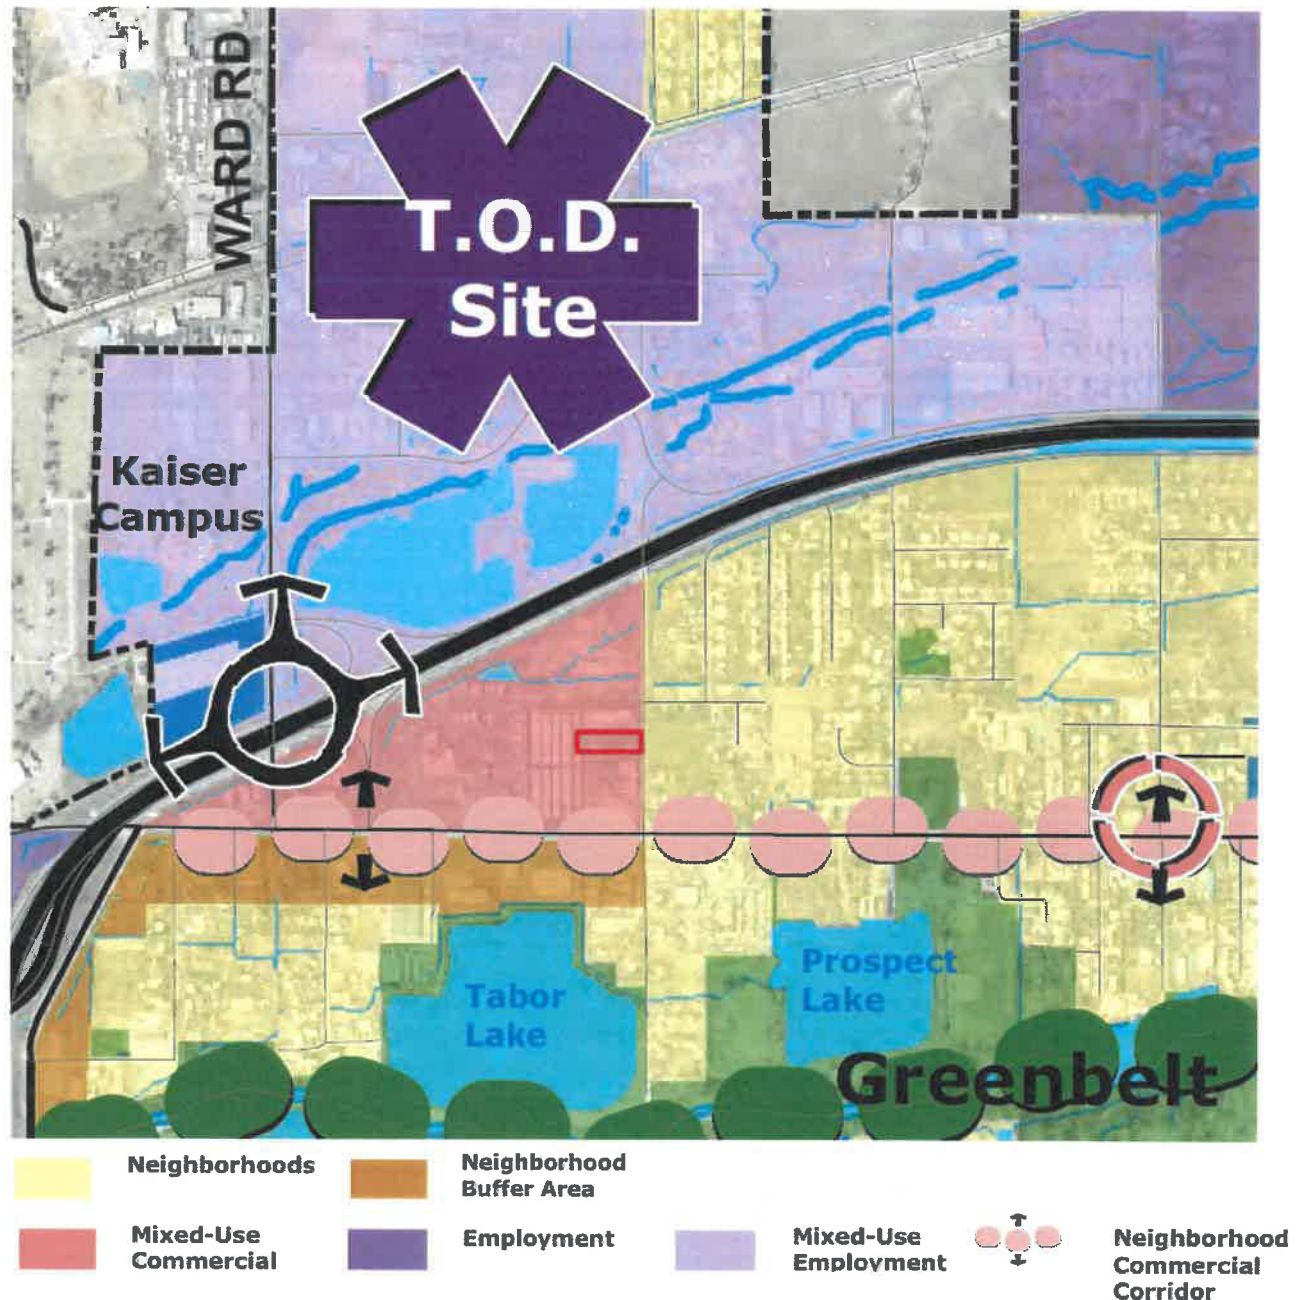 WARD RD
T.O.D.
Site
Kaiser
Campus
Prospect
Lake
Tabor
Lake
Greenbelt
Neighborhoods
Neighborhood
Buffer Area
Mixed-Use
Commercial
Employment
Mixed-Use
Employment
Neighborhood
Commercial
Corridor